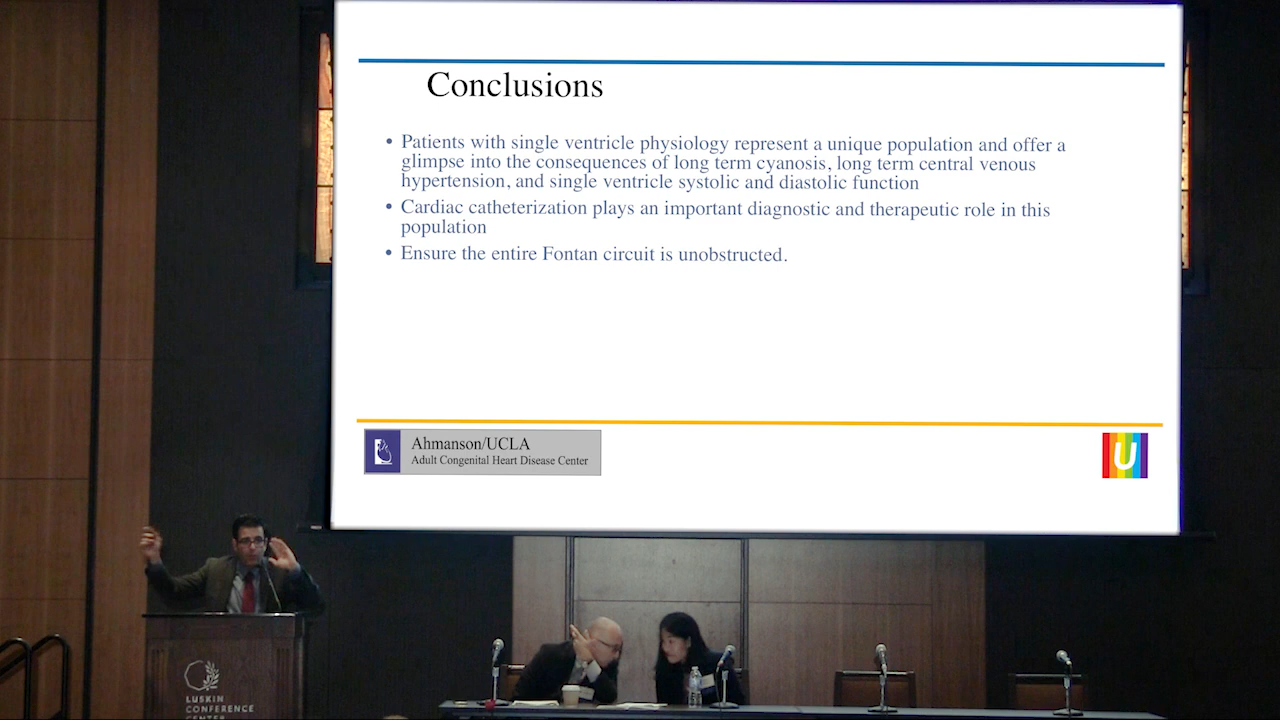 Conclusions
• Patients with single ventricle physiology represent a unique population and offer a
glimpse into the consequences of long term cyanosis, long term central venous
hypertension, and single ventricle systolic and diastolic function
• Cardiac catheterization plays an important diagnostic and therapeutic role in this
population
• Ensure the entire Fontan circuit is unobstructed.
Ahmanson/UCLA
Adult Congenital Heart Disease Center
U
LUSKIN
CONFERENCE
CENTER